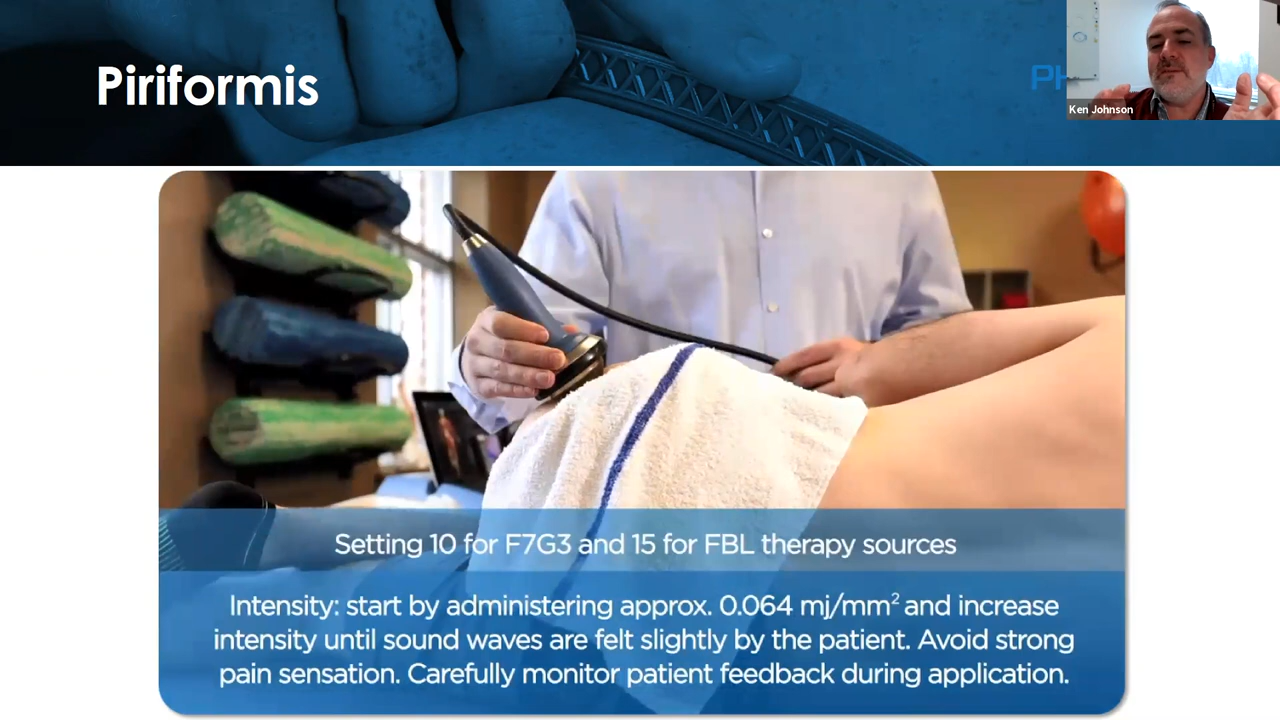 Piriformis
PH
Ken Johnson
Setting 10 for F7G3 and 15 for FBL therapy sources
Intensity: start by administering approx. 0.064 mj/mm² and increase
intensity until sound waves are felt slightly by the patient. Avoid strong
pain sensation. Carefully monitor patient feedback during application.